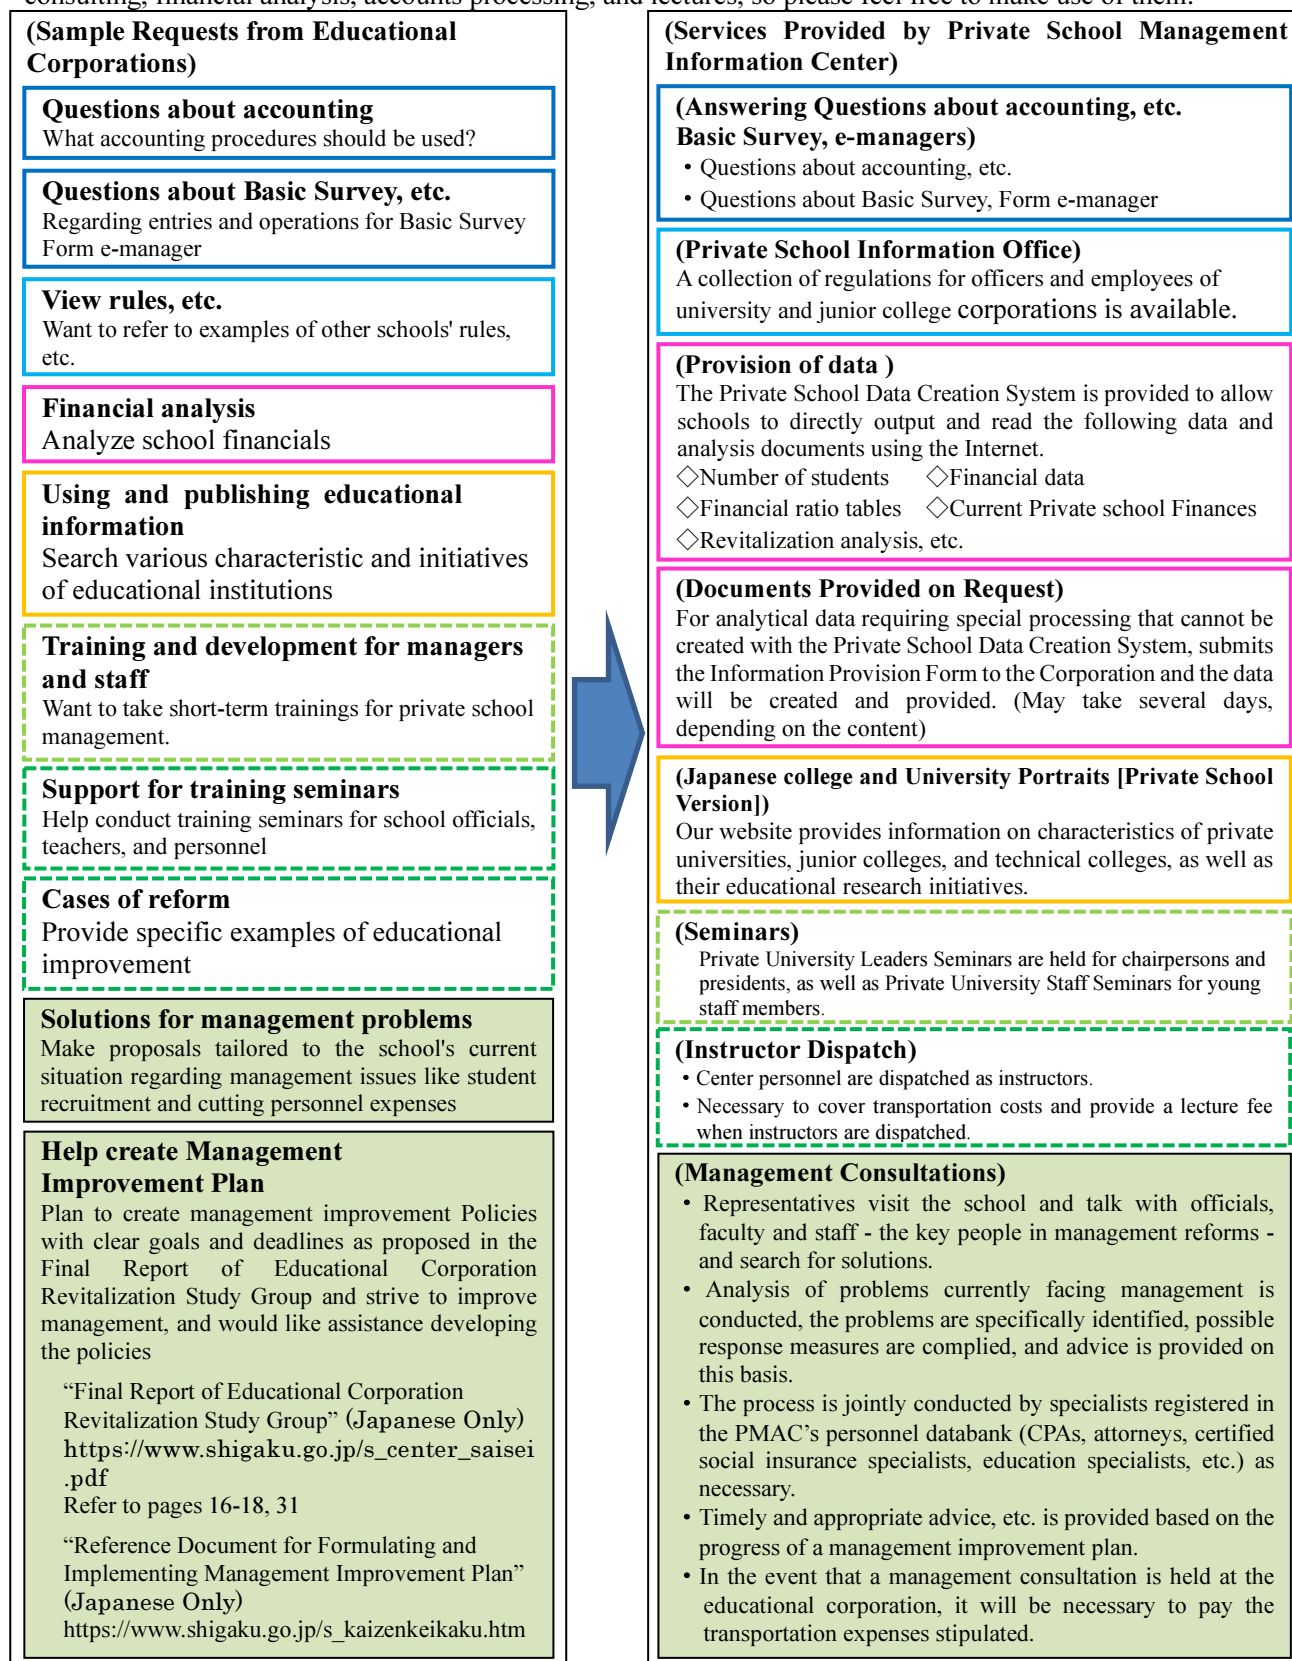 consulting, financial analysis, accounts processing, and lectures, so please feel free to make use of them.
(Sample Requests from Educational
Corporations)
Questions about accounting
What accounting procedures should be used?
Questions about Basic Survey, etc.
Regarding entries and operations for Basic Survey
Form e-manager
View rules, etc.
Want to refer to examples of other schools' rules,
etc.
Financial analysis
Analyze school financials
Using and publishing educational
information
Search various characteristic and initiatives
of educational institutions
Training and development for managers
and staff
Want to take short-term trainings for private school
management.
Support for training seminars
Help conduct training seminars for school officials,
teachers, and personnel
Cases of reform
Provide specific examples of educational
improvement
Solutions for management problems
Make proposals tailored to the school's current
situation regarding management issues like student
recruitment and cutting personnel expenses
Help create Management
Improvement Plan
Plan to create management improvement Policies
with clear goals and deadlines as proposed in the
Final Report of Educational Corporation
Revitalization Study Group and strive to improve
management, and would like assistance developing
the policies
“Final Report of Educational Corporation
Revitalization Study Group” (Japanese Only)
https://www.shigaku.go.jp/s_center_saisei
.pdf
Refer to pages 16-18, 31
“Reference Document for Formulating and
Implementing Management Improvement Plan”
(Japanese Only)
https://www.shigaku.go.jp/s_kaizenkeikaku.htm
(Services Provided by Private School Management
Information Center)
(Answering Questions about accounting, etc.
Basic Survey, e-managers)
・Questions about accounting, etc.
・Questions about Basic Survey, Form e-manager
(Private School Information Office)
A collection of regulations for officers and employees of
university and junior college corporations is available.
(Provision of data )
The Private School Data Creation System is provided to allow
schools to directly output and read the following data and
analysis documents using the Internet.
◇Number of students ◇Financial data
◇Financial ratio tables ◇Current Private school Finances
◇Revitalization analysis, etc.
(Documents Provided on Request)
For analytical data requiring special processing that cannot be
created with the Private School Data Creation System, submits
the Information Provision Form to the Corporation and the data
will be created and provided. (May take several days,
depending on the content)
(Japanese college and University Portraits [Private School
Version])
Our website provides information on characteristics of private
universities, junior colleges, and technical colleges, as well as
their educational research initiatives.
(Seminars)
Private University Leaders Seminars are held for chairpersons and
presidents, as well as Private University Staff Seminars for young
staff members.
(Instructor Dispatch)
・Center personnel are dispatched as instructors.
・Necessary to cover transportation costs and provide a lecture fee
when instructors are dispatched.
(Management Consultations)
・Representatives visit the school and talk with officials,
faculty and staff - the key people in management reforms -
and search for solutions.
・Analysis of problems currently facing management is
conducted, the problems are specifically identified, possible
response measures are complied, and advice is provided on
this basis.
・The process is jointly conducted by specialists registered in
the PMAC’s personnel databank (CPAs, attorneys, certified
social insurance specialists, education specialists, etc.) as
necessary.
・Timely and appropriate advice, etc. is provided based on the
progress of a management improvement plan.
・In the event that a management consultation is held at the
educational corporation, it will be necessary to pay the
transportation expenses stipulated.